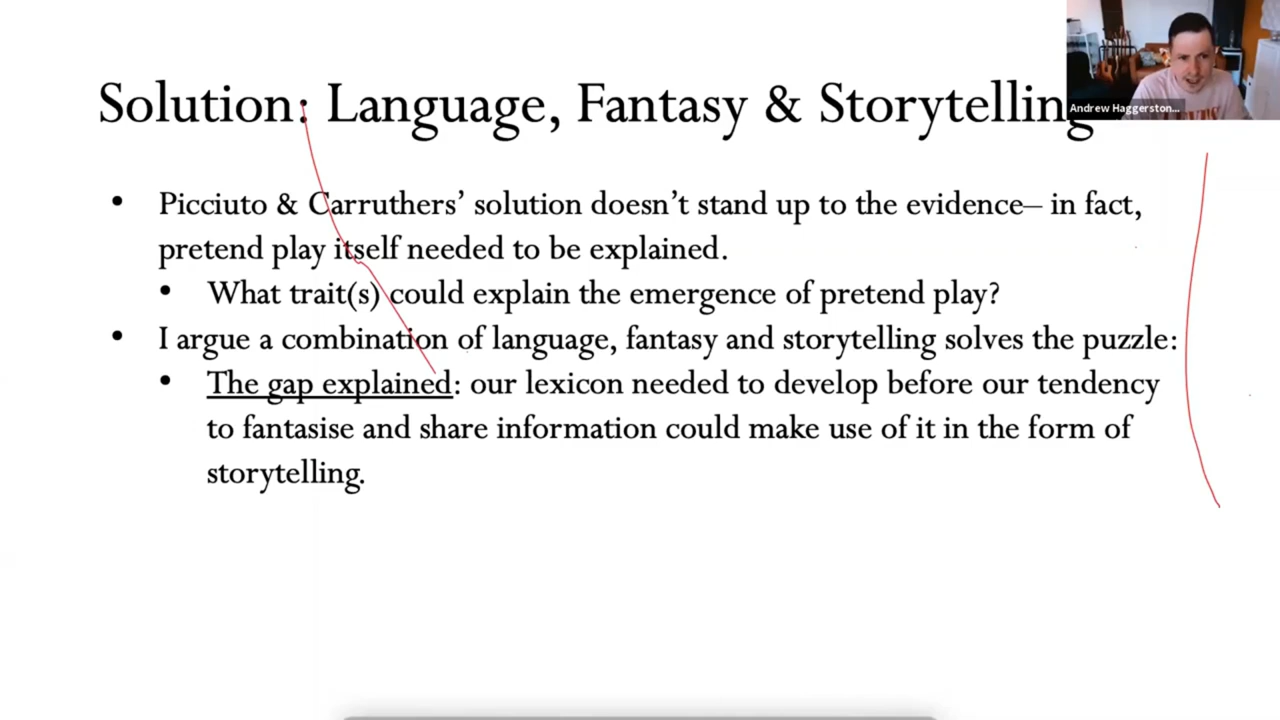 Solution: Language, Fantasy & Storytelling
Andrew Haggerston...
• Picciuto & Carruthers’ solution doesn’t stand up to the evidence– in fact,
pretend play itself needed to be explained.
• What trait(s) could explain the emergence of pretend play?
• I argue a combination of language, fantasy and storytelling solves the puzzle:
• The gap explained: our lexicon needed to develop before our tendency
to fantasise and share information could make use of it in the form of
storytelling.